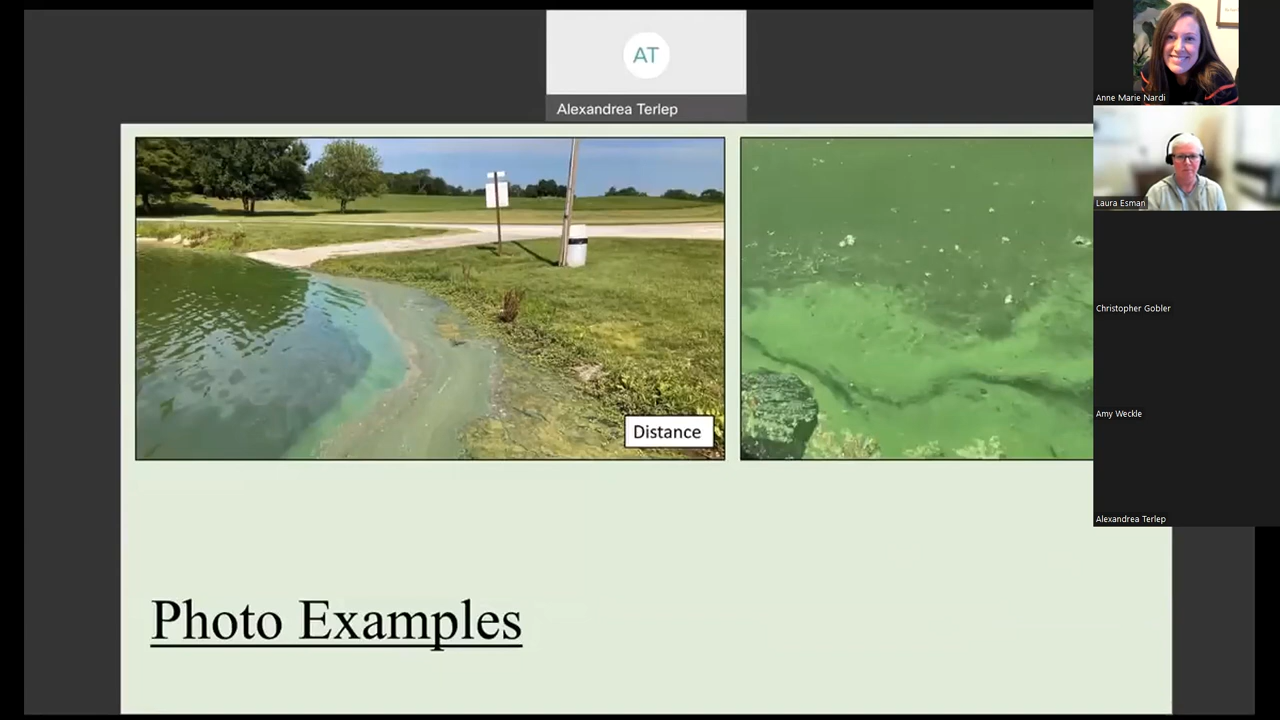 AT
Alexandrea Terlep
Anne Marie Nardi
Laura Esman
Christopher Gobler
Amy Weckle
Alexandrea Terlep
Distance
Photo Examples